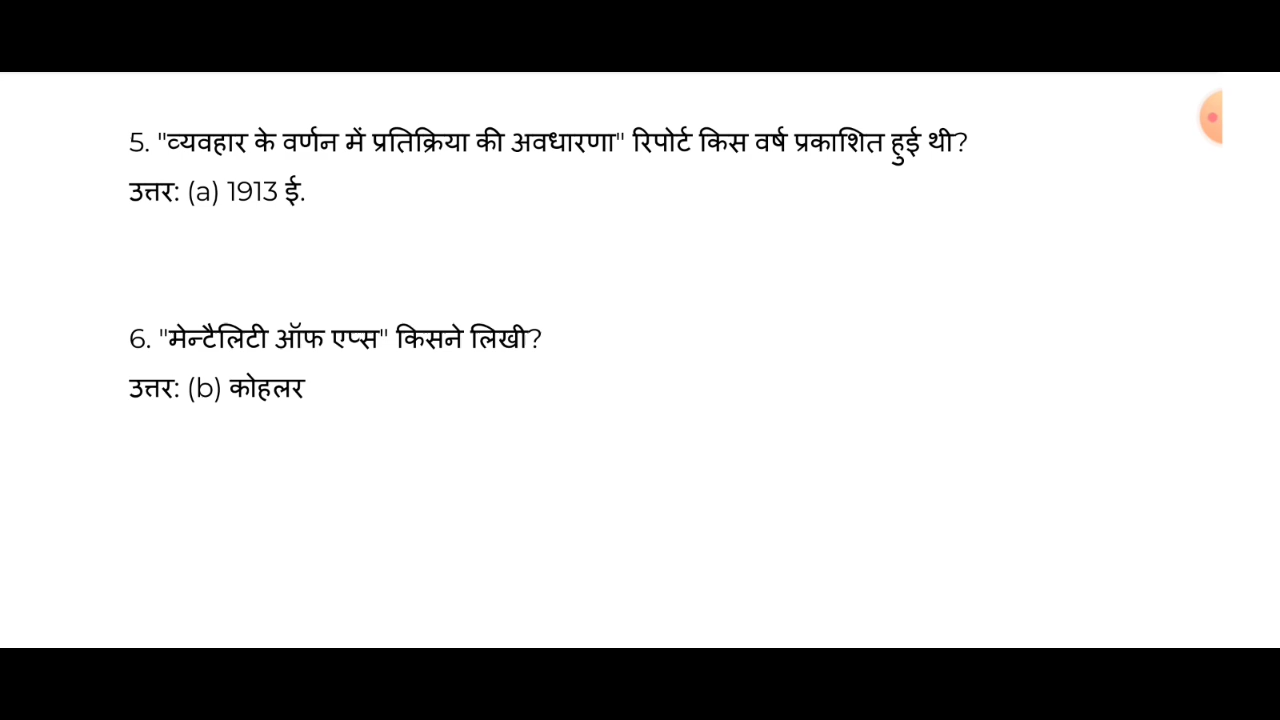 5. "व्यवहार के वर्णन में प्रतिक्रिया की अवधारणा" रिपोर्ट किस वर्ष प्रकाशित हुई थी?
उत्तर: (a) 1913 ई.
6. "मेन्टैलिटी ऑफ एप्स" किसने लिखी?
उत्तर: (b) कोहलर